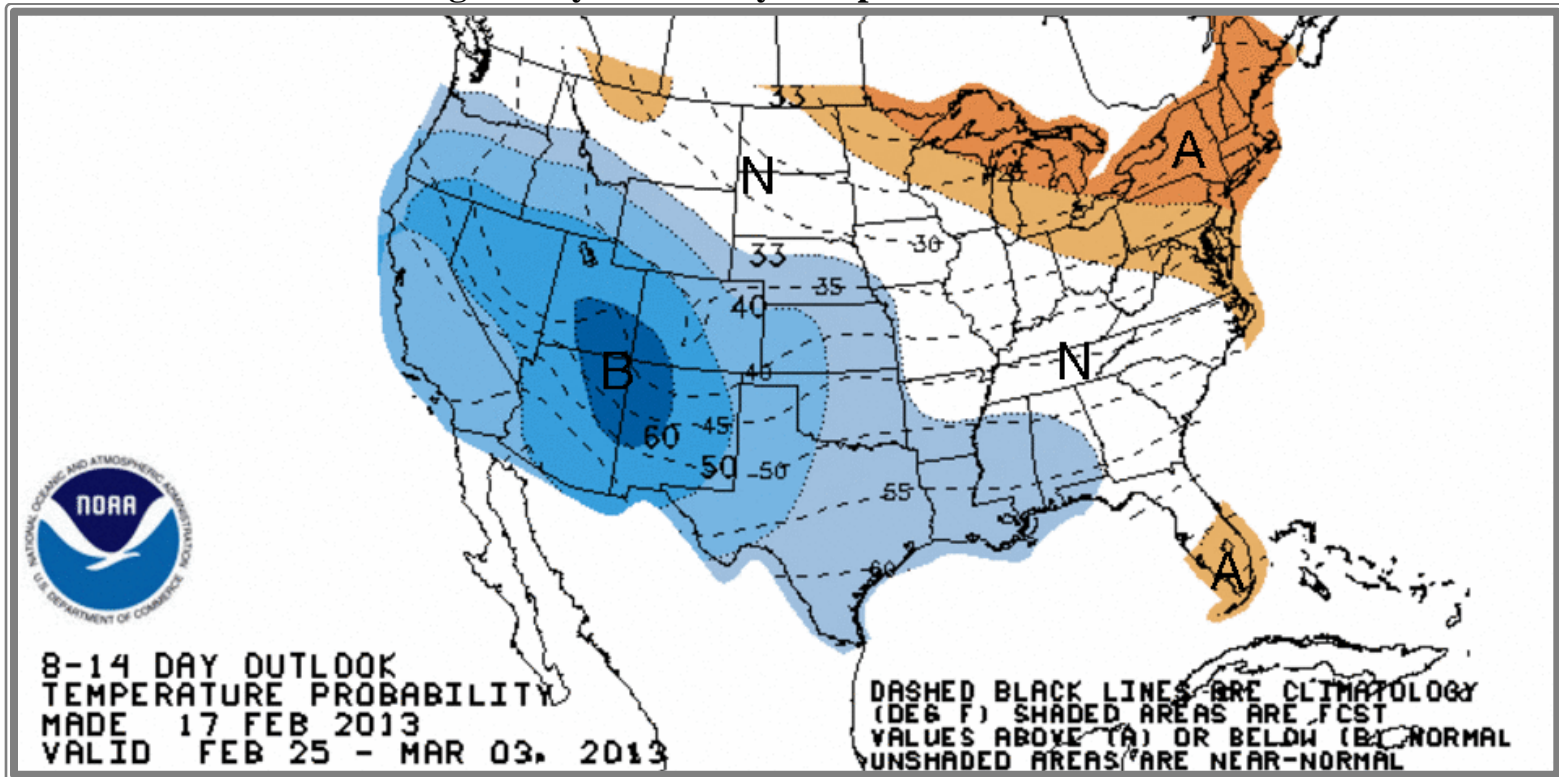 33
A
25
N
30
33
35
40
N
B
40
45
60
50
50
55
A
60
NATIONAL OCEANIC AND ATMOSPHERIC ADMINISTRATION
NOAA
U.S. DEPARTMENT OF COMMERCE
8-14 DAY OUTLOOK
TEMPERATURE PROBABILITY
MADE 17 FEB 2013
VALID FEB 25 - MAR 03, 2013
DASHED BLACK LINES ARE CLIMATOLOGY
(DEG F) SHADED AREAS ARE FCST
VALUES ABOVE (A) OR BELOW (B) NORMAL
UNSHADED AREAS ARE NEAR-NORMAL